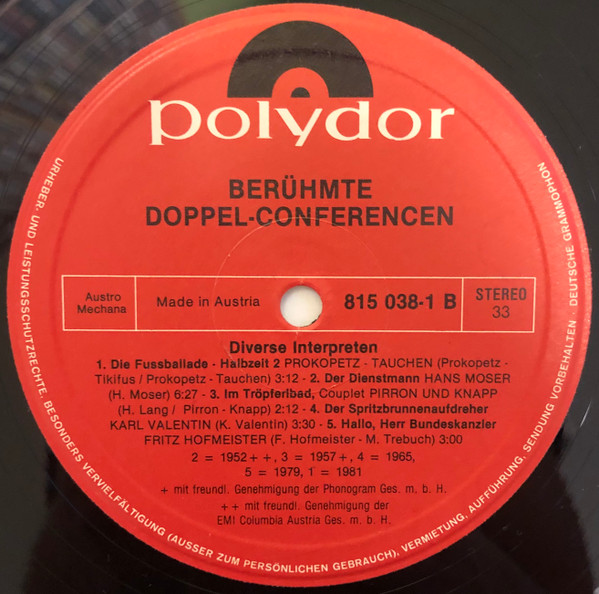 polydor
BERÜHMTE
DOPPEL-CONFERENCEN
Austro
Mechana
Made in Austria
815 038-1 B
STEREO
33
Diverse Interpreten
1. Die Fussballade - Halbzeit 2 PROKOPETZ - TAUCHEN (Prokopetz -
Tikifus / Prokopetz - Tauchen) 3:12 - 2. Der Dienstmann HANS MOSER
(H. Moser) 6:27 - 3. Im Tröpferlbad, Couplet PIRRON UND KNAPP
(H. Lang / Pirron - Knapp) 2:12 - 4. Der Spritzbrunnenaufdreher
KARL VALENTIN (K. Valentin) 3:30 - 5. Hallo, Herr Bundeskanzler
FRITZ HOFMEISTER (F. Hofmeister - M. Trebuch) 3:00
2 = 1952++, 3 = 1957+, 4 = 1965,
5 = 1979, 1 = 1981
+ mit freundl. Genehmigung der Phonogram Ges. m. b. H.
++ mit freundl. Genehmigung der
EMI Columbia Austria Ges. m. b. H.
URHEBER- UND LEISTUNGSSCHUTZRECHTE, BESONDERS VERVIELFÄLTIGUNG (AUSSER ZUM PERSÖNLICHEN GEBRAUCH), VERMIETUNG, AUFFÜHRUNG, SENDUNG VORBEHALTEN · DEUTSCHE GRAMMOPHON